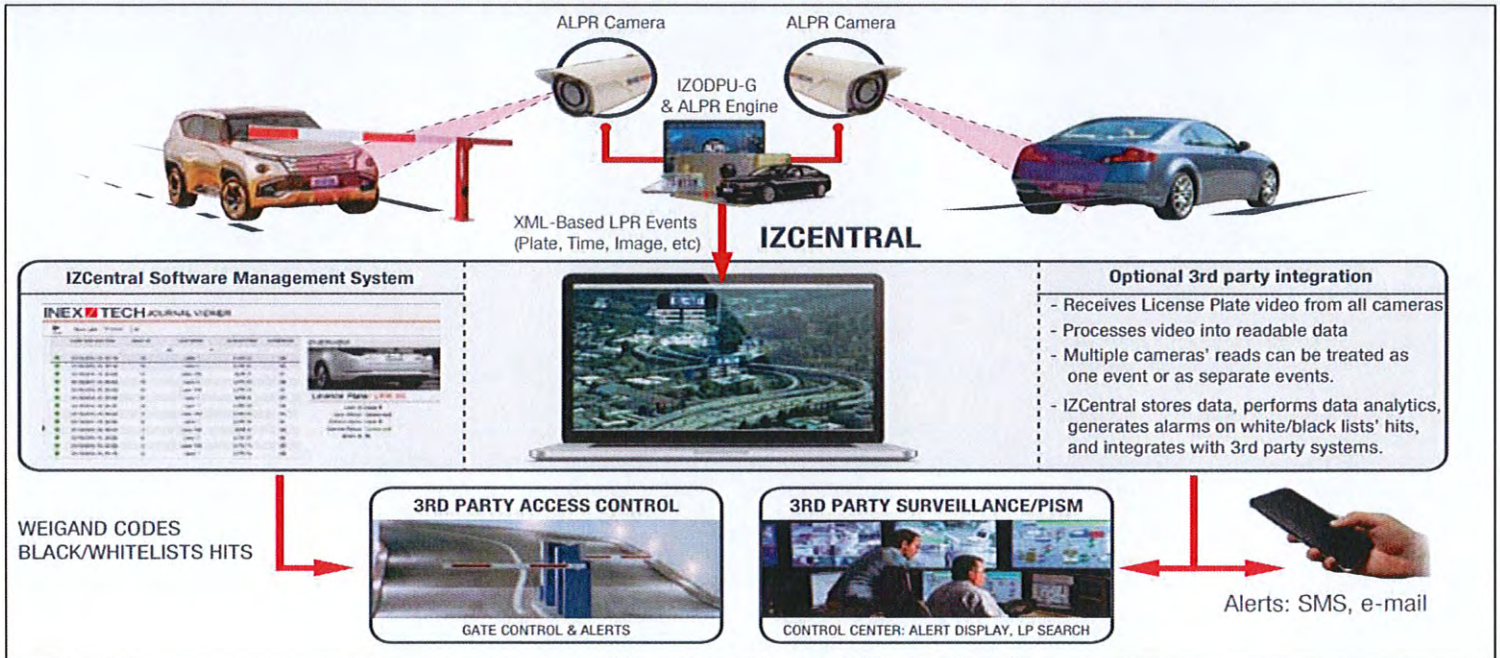 ALPR Camera
ALPR Camera
IZODPU-G
& ALPR Engine
XML-Based LPR Events
(Plate, Time, Image, etc)
IZCENTRAL
IZCentral Software Management System
INEX TECH JOURNAL VIEWER
License Plate:
Optional 3rd party integration
- Receives License Plate video from all cameras
- Processes video into readable data
- Multiple cameras' reads can be treated as
one event or as separate events.
- IZCentral stores data, performs data analytics,
generates alarms on white/black lists' hits,
and integrates with 3rd party systems.
WEIGAND CODES
BLACK/WHITELISTS HITS
3RD PARTY ACCESS CONTROL
GATE CONTROL & ALERTS
3RD PARTY SURVEILLANCE/PISM
CONTROL CENTER: ALERT DISPLAY, LP SEARCH
Alerts: SMS, e-mail